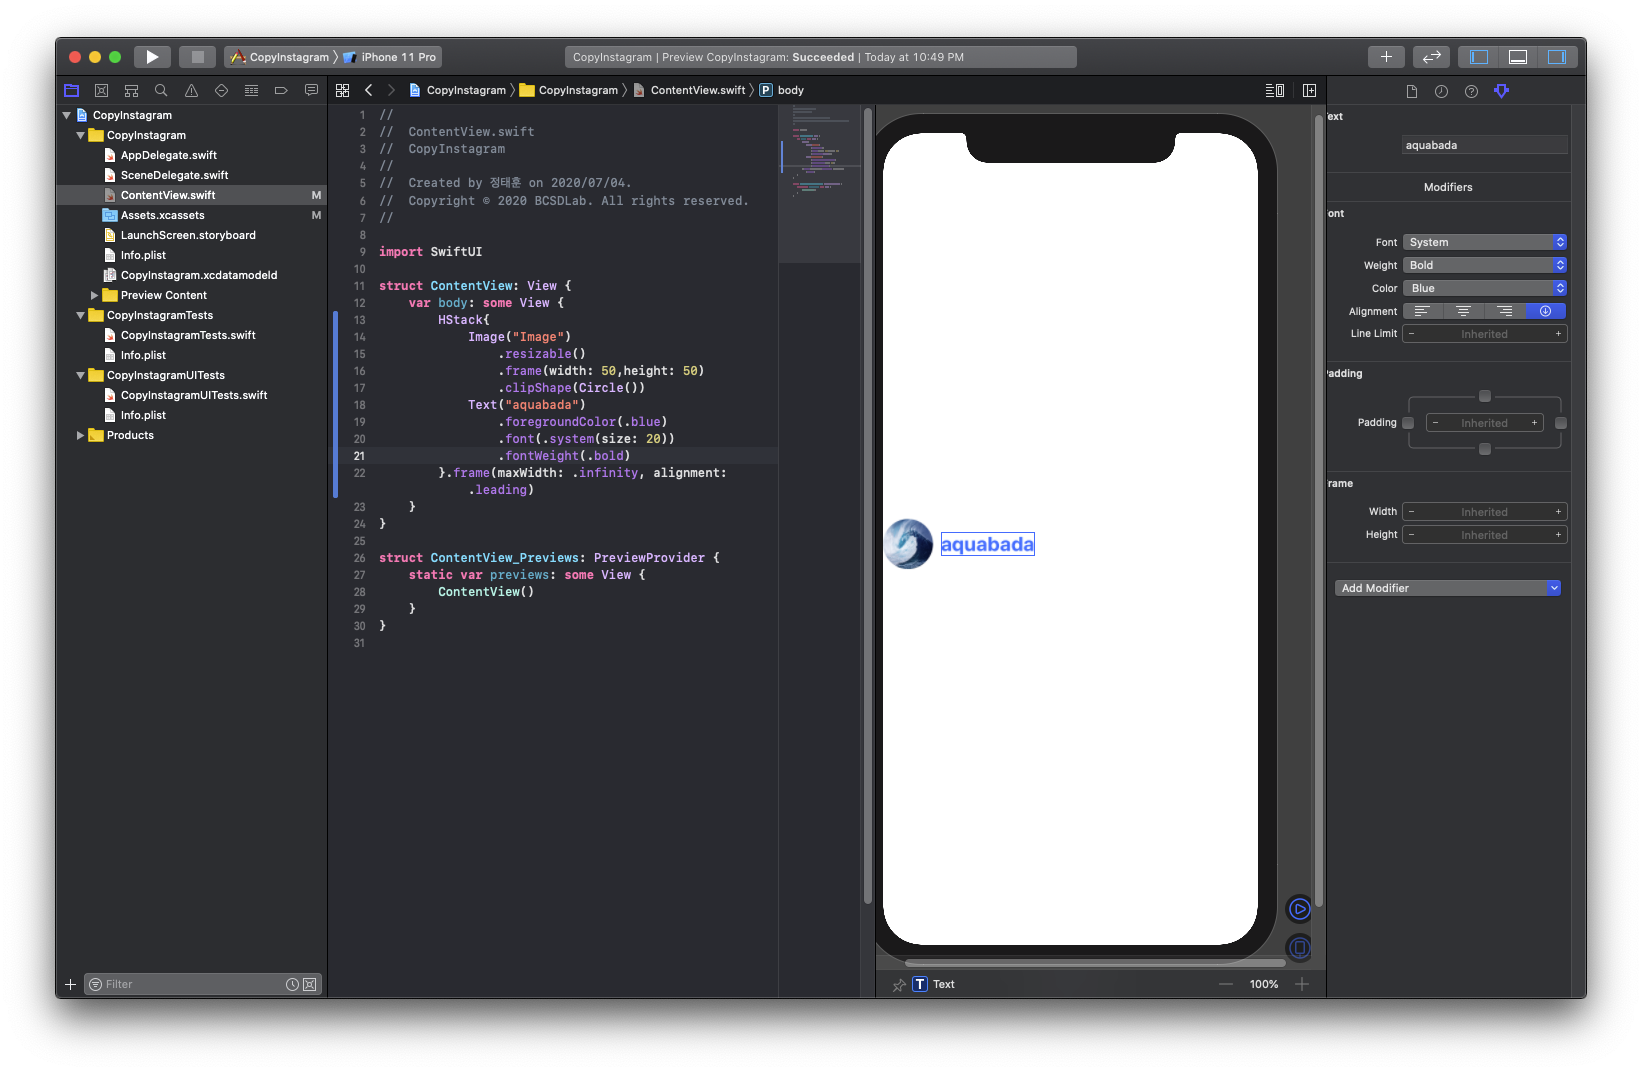 CopyInstagram 〉 iPhone 11 Pro
CopyInstagram | Preview CopyInstagram: Succeeded | Today at 10:49 PM
CopyInstagram 〉 CopyInstagram 〉 ContentView.swift 〉 P body
CopyInstagram
CopyInstagram
AppDelegate.swift
SceneDelegate.swift
ContentView.swift M
Assets.xcassets M
LaunchScreen.storyboard
Info.plist
CopyInstagram.xcdatamodeld
Preview Content
CopyInstagramTests
CopyInstagramTests.swift
Info.plist
CopyInstagramUITests
CopyInstagramUITests.swift
Info.plist
Products
Filter
1 //
2 //  ContentView.swift
3 //  CopyInstagram
4 //
5 //  Created by 정태훈 on 2020/07/04.
6 //  Copyright © 2020 BCSDLab. All rights reserved.
7 //
8
9 import SwiftUI
10
11 struct ContentView: View {
12     var body: some View {
13         HStack{
14             Image("Image")
15                 .resizable()
16                 .frame(width: 50,height: 50)
17                 .clipShape(Circle())
18             Text("aquabada")
19                 .foregroundColor(.blue)
20                 .font(.system(size: 20))
21                 .fontWeight(.bold)
22         }.frame(maxWidth: .infinity, alignment:
.leading)
23     }
24 }
25
26 struct ContentView_Previews: PreviewProvider {
27     static var previews: some View {
28         ContentView()
29     }
30 }
31
aquabada
T Text
100%
ext
aquabada
Modifiers
ont
Font System
Weight Bold
Color Blue
Alignment
Line Limit − Inherited +
Padding
Padding − Inherited +
rame
Width − Inherited +
Height − Inherited +
Add Modifier